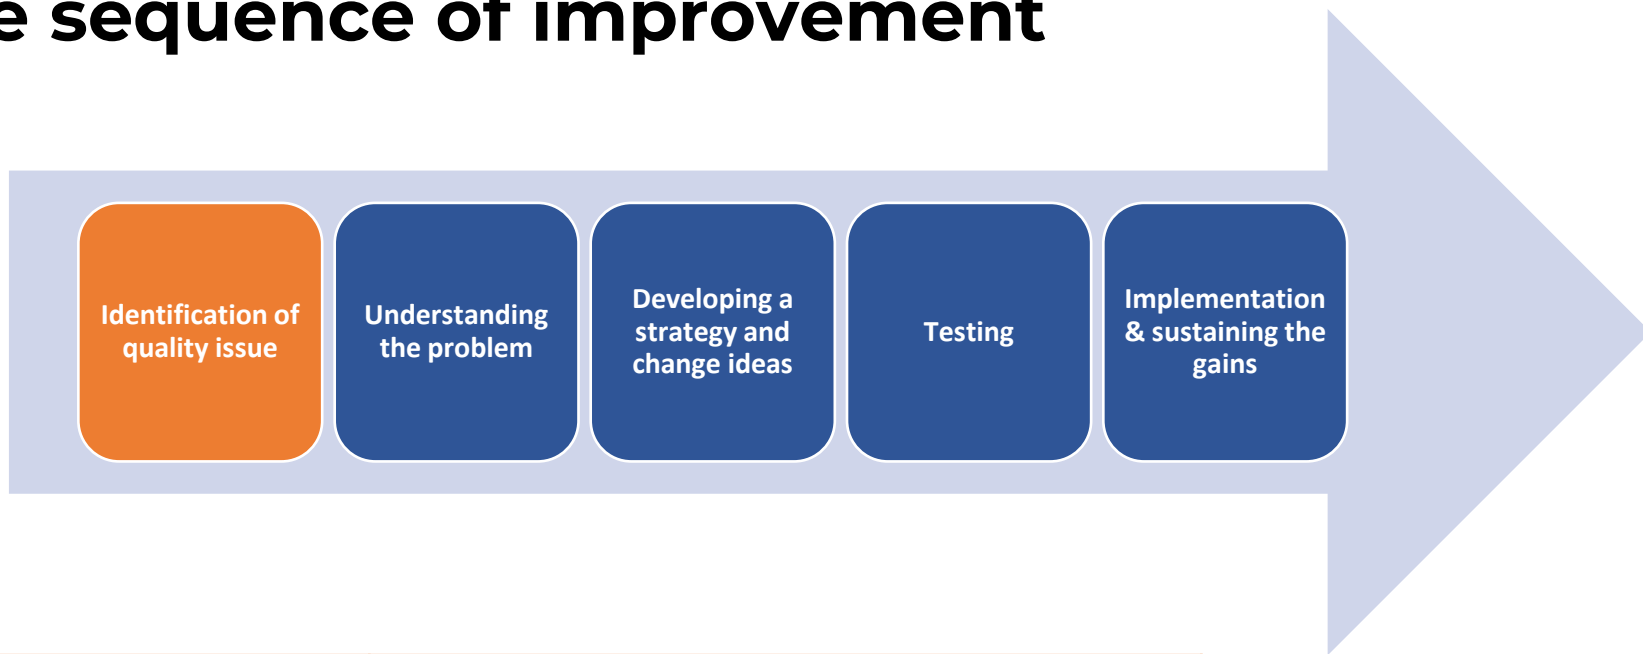 e sequence of improvement
Identification of
quality issue
Understanding
the problem
Developing a
strategy and
change ideas
Testing
Implementation
& sustaining the
gains